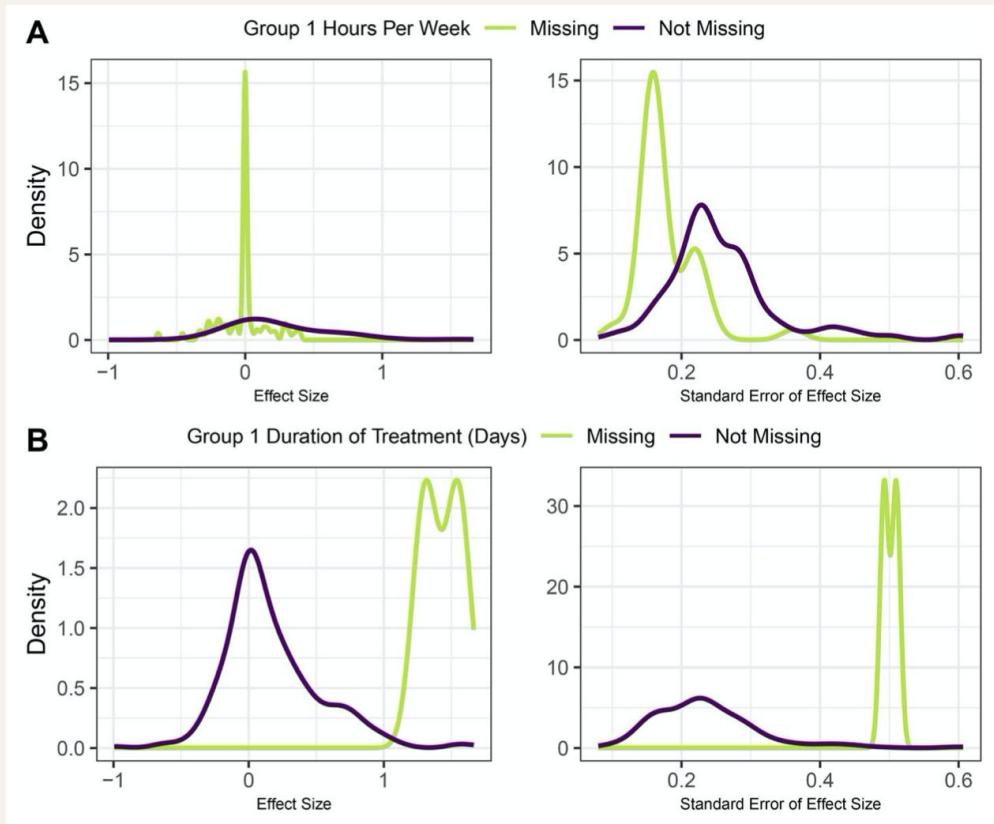 A
Group 1 Hours Per Week Missing Not Missing
Density
15
10
5
0
−1 0 1
Effect Size
15
10
5
0
0.2 0.4 0.6
Standard Error of Effect Size
B
Group 1 Duration of Treatment (Days) Missing Not Missing
Density
2.0
1.5
1.0
0.5
0.0
−1 0 1
Effect Size
30
20
10
0
0.2 0.4 0.6
Standard Error of Effect Size